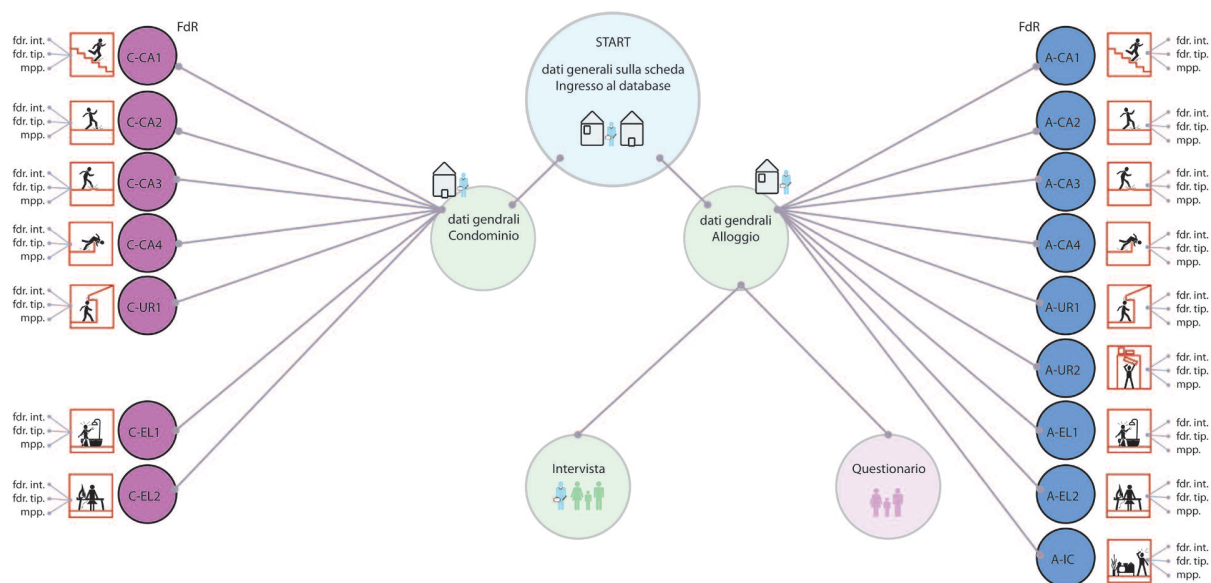 FdR
fdr. int.
fdr. tip.
mpp.
C-CA1
fdr. int.
fdr. tip.
mpp.
C-CA2
fdr. int.
fdr. tip.
mpp.
C-CA3
fdr. int.
fdr. tip.
mpp.
C-CA4
fdr. int.
fdr. tip.
mpp.
C-UR1
fdr. int.
fdr. tip.
mpp.
C-EL1
fdr. int.
fdr. tip.
mpp.
C-EL2
START
dati generali sulla scheda
Ingresso al database
dati gendrali
Condominio
dati gendrali
Alloggio
Intervista
Questionario
FdR
A-CA1
fdr. int.
fdr. tip.
mpp.
A-CA2
fdr. int.
fdr. tip.
mpp.
A-CA3
fdr. int.
fdr. tip.
mpp.
A-CA4
fdr. int.
fdr. tip.
mpp.
A-UR1
fdr. int.
fdr. tip.
mpp.
A-UR2
fdr. int.
fdr. tip.
mpp.
A-EL1
fdr. int.
fdr. tip.
mpp.
A-EL2
fdr. int.
fdr. tip.
mpp.
A-IC
fdr. int.
fdr. tip.
mpp.